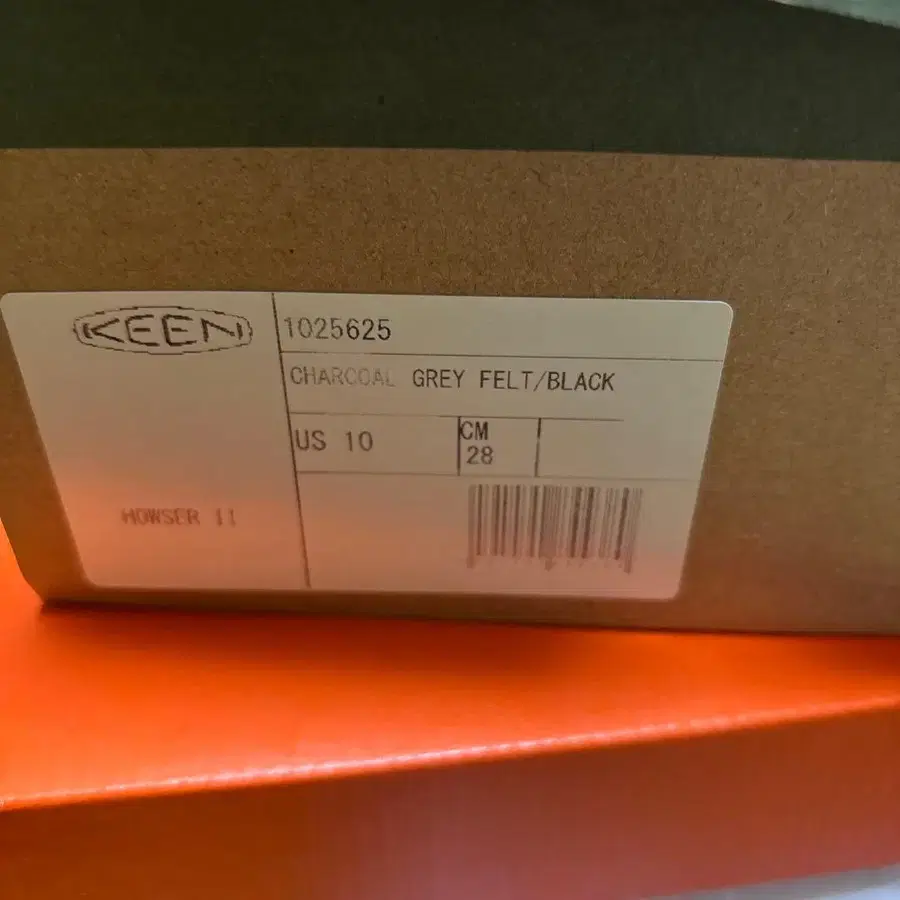 KEEN
1025625
CHARCOAL GREY FELT/BLACK
US 10
CM
28
HOWSER II